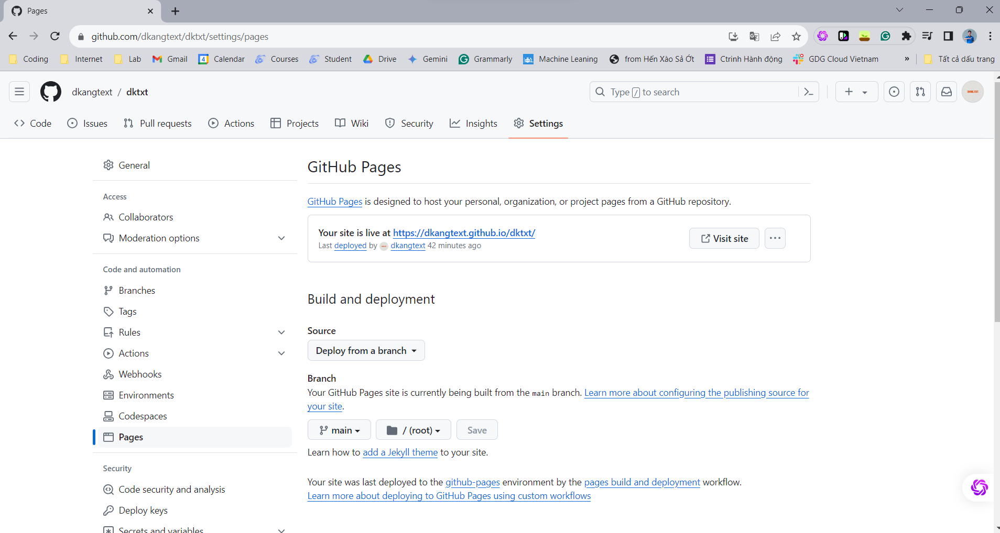 Pages
github.com/dkangtext/dktxt/settings/pages
Coding Internet Lab Gmail Calendar Courses Student Drive Gemini Grammarly Machine Leaning from Hến Xào Sả Ớt Ctrinh Hành động GDG Cloud Vietnam » Tất cả dấu trang
dkangtext / dktxt
Type / to search
Code Issues Pull requests Actions Projects Wiki Security Insights Settings
General
Access
Collaborators
Moderation options
Code and automation
Branches
Tags
Rules
Actions
Webhooks
Environments
Codespaces
Pages
Security
Code security and analysis
Deploy keys
Secrets and variables
GitHub Pages
GitHub Pages is designed to host your personal, organization, or project pages from a GitHub repository.
Your site is live at https://dkangtext.github.io/dktxt/
Last deployed by dkangtext 42 minutes ago
Visit site
Build and deployment
Source
Deploy from a branch
Branch
Your GitHub Pages site is currently being built from the main branch. Learn more about configuring the publishing source for
your site.
main / (root) Save
Learn how to add a Jekyll theme to your site.
Your site was last deployed to the github-pages environment by the pages build and deployment workflow.
Learn more about deploying to GitHub Pages using custom workflows